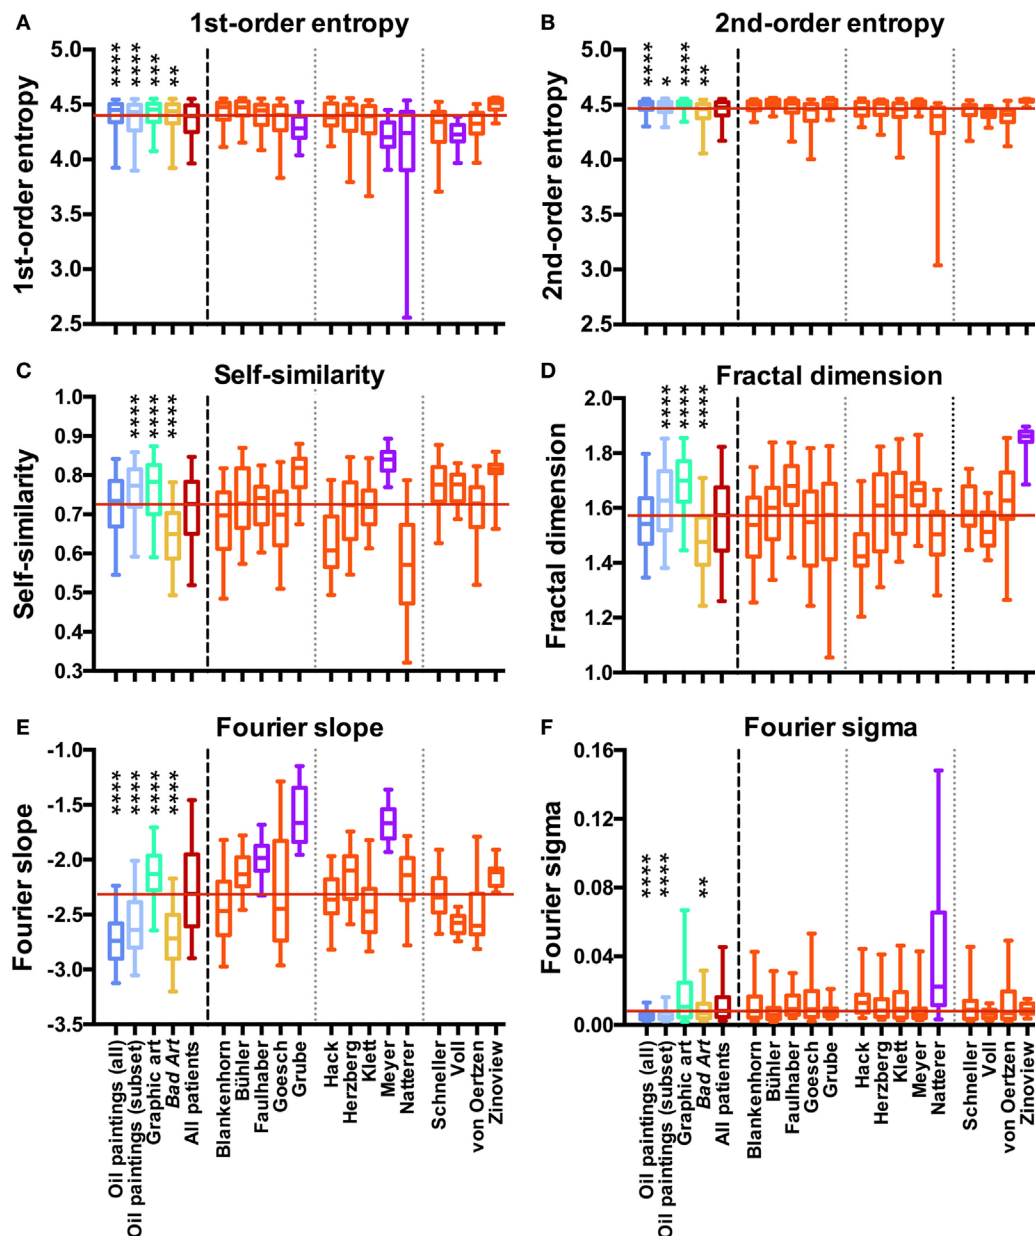 A 1st-order entropy
1st-order entropy
5.0
4.5
4.0
3.5
3.0
2.5
****
****
***
**
B 2nd-order entropy
2nd-order entropy
5.0
4.5
4.0
3.5
3.0
2.5
****
*
****
**
C Self-similarity
Self-similarity
1.0
0.9
0.8
0.7
0.6
0.5
0.4
0.3
****
****
****
D Fractal dimension
Fractal dimension
2.0
1.8
1.6
1.4
1.2
1.0
****
****
****
E Fourier slope
Fourier slope
-1.0
-1.5
-2.0
-2.5
-3.0
-3.5
****
****
****
****
Oil paintings (all)
Oil paintings (subset)
Graphic art
Bad Art
All patients
Blankenhorn
Bühler
Faulhaber
Goesch
Grube
Hack
Herzberg
Klett
Meyer
Natterer
Schneller
Voll
von Oertzen
Zinoview
F Fourier sigma
Fourier sigma
0.16
0.12
0.08
0.04
0.00
****
****
**
Oil paintings (all)
Oil paintings (subset)
Graphic art
Bad Art
All patients
Blankenhorn
Bühler
Faulhaber
Goesch
Grube
Hack
Herzberg
Klett
Meyer
Natterer
Schneller
Voll
von Oertzen
Zinoview